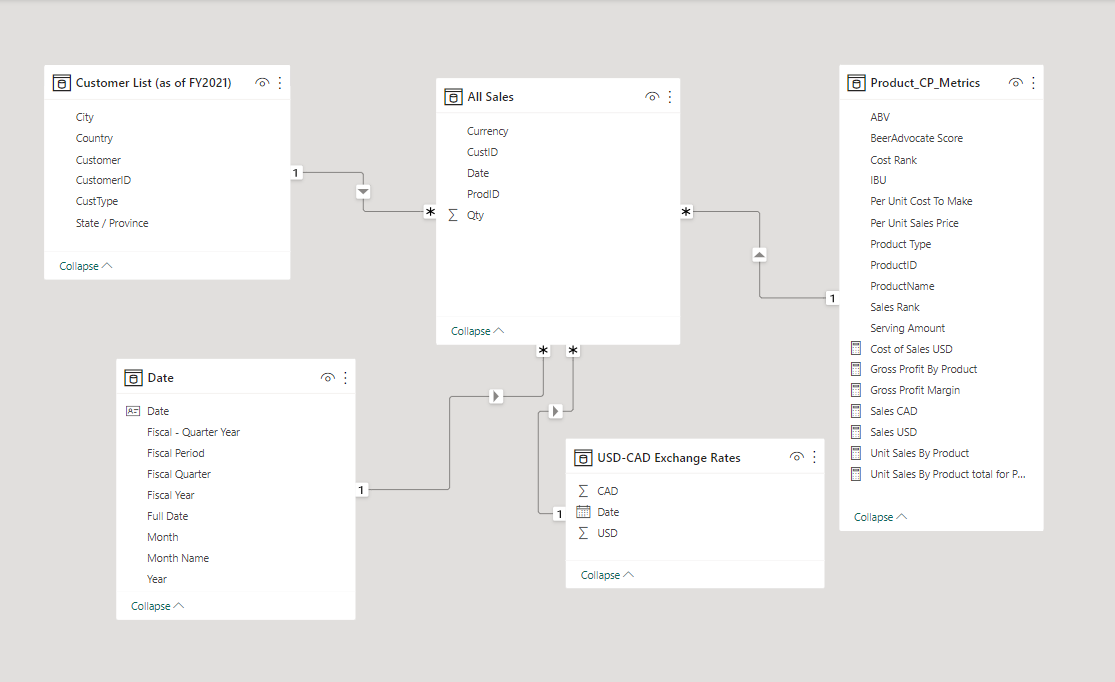 Customer List (as of FY2021)
City
Country
Customer
CustomerID
CustType
State / Province
Collapse
1
*
All Sales
Currency
CustID
Date
ProdID
Qty
Collapse
*
1
Product_CP_Metrics
ABV
BeerAdvocate Score
Cost Rank
IBU
Per Unit Cost To Make
Per Unit Sales Price
Product Type
ProductID
ProductName
Sales Rank
Serving Amount
Cost of Sales USD
Gross Profit By Product
Gross Profit Margin
Sales CAD
Sales USD
Unit Sales By Product
Unit Sales By Product total for P...
Collapse
* *
Date
Date
Fiscal - Quarter Year
Fiscal Period
Fiscal Quarter
Fiscal Year
Full Date
Month
Month Name
Year
Collapse
1
1
USD-CAD Exchange Rates
CAD
Date
USD
Collapse